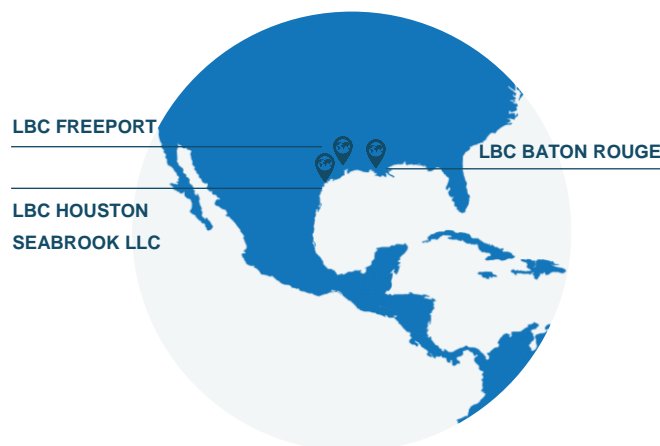 LBC FREEPORT
LBC BATON ROUGE
LBC HOUSTON
SEABROOK LLC